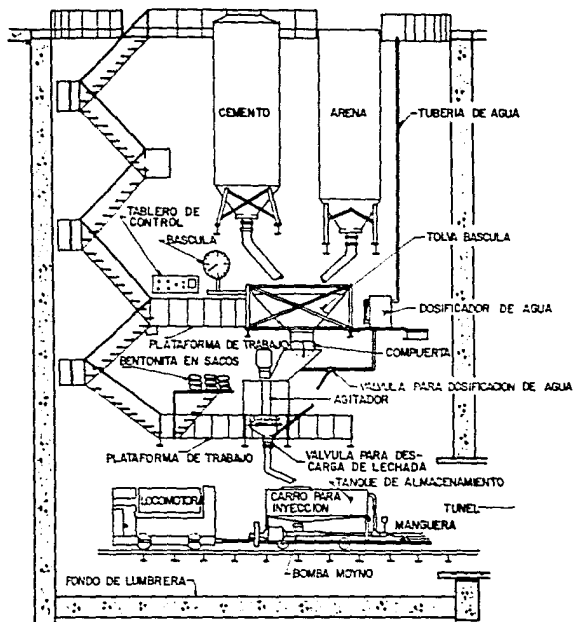 CEMENTO
ARENA
TUBERIA DE AGUA
TABLERO DE
CONTROL
BASCULA
TOLVA BASCULA
DOSIFICADOR DE AGUA
PLATAFORMA DE TRABAJO
COMPUERTA
BENTONITA EN SACOS
VALVULA PARA DOSIFICACION DE AGUA
AGITADOR
PLATAFORMA DE TRABAJO
VALVULA PARA DES-
CARGA DE LECHADA
TANQUE DE ALMACENAMIENTO
LOCOMOTORA
CARRO PARA
INYECCION
TUNEL
MANGUERA
BOMBA MOYNO
FONDO DE LUMBRERA